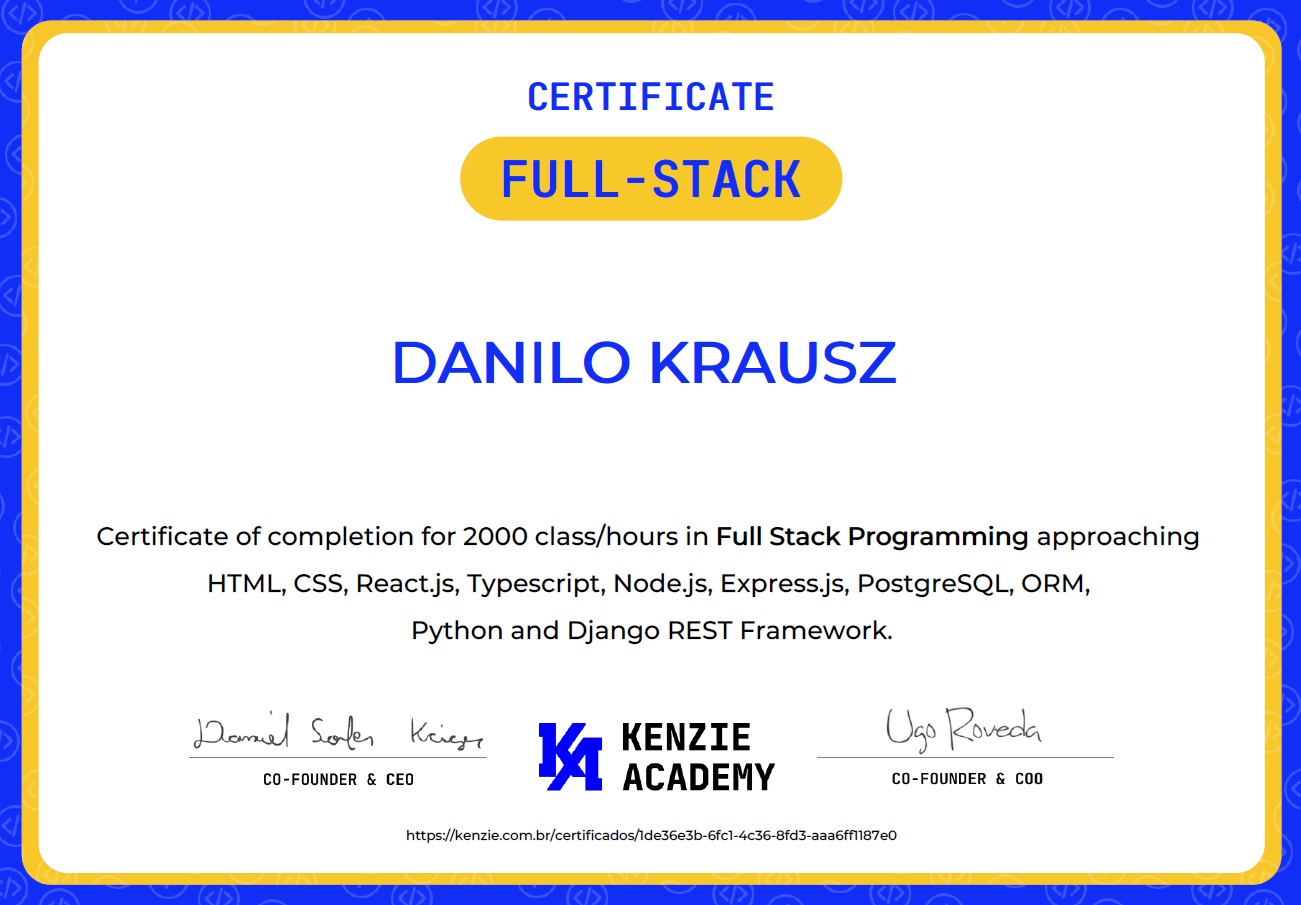 CERTIFICATE
FULL-STACK
DANILO KRAUSZ
Certificate of completion for 2000 class/hours in Full Stack Programming approaching
HTML, CSS, React.js, Typescript, Node.js, Express.js, PostgreSQL, ORM,
Python and Django REST Framework.
Daniel
Ugo Roveda
KENZIE
ACADEMY
CO-FOUNDER & CEO
CO-FOUNDER & COO
https://kenzie.com.br/certificados/1de36e3b-6fc1-4c36-8fd3-aaa6ff1187e0